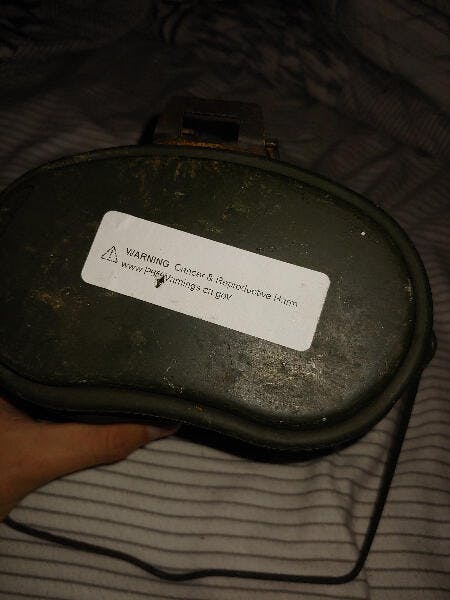 WARNING Cancer & Reproductive Harm
www.p65Warnings.ca.gov